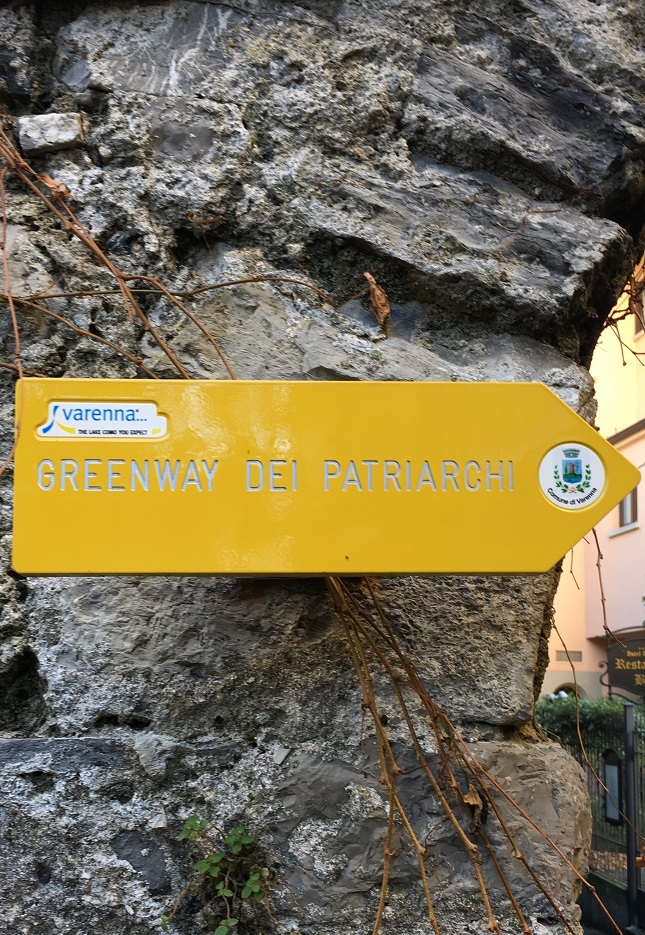 varenna:...
THE LAKE COMO YOU EXPECT
GREENWAY DEI PATRIARCHI
Comune di Varenna